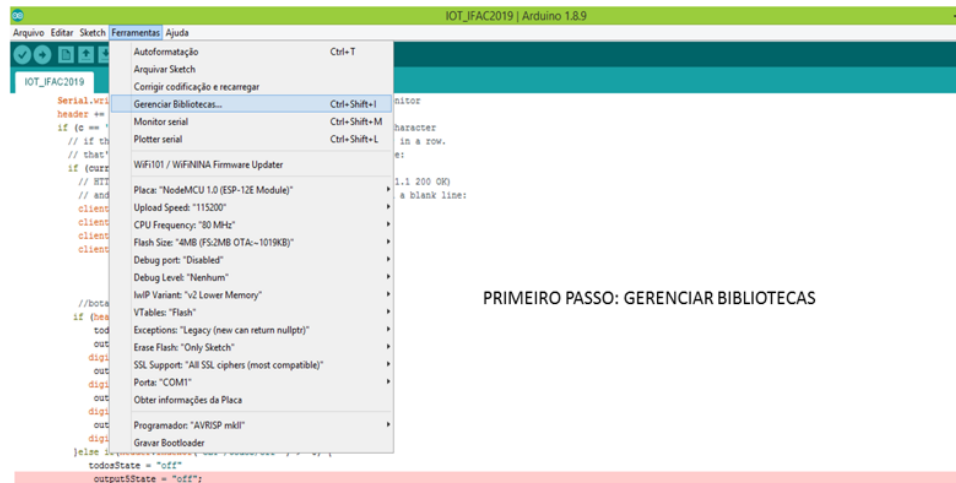 IOT_IFAC2019 | Arduino 1.8.9
Arquivo Editar Sketch Ferramentas Ajuda
IOT_IFAC2019
Autoformatação Ctrl+T
Arquivar Sketch
Corrigir codificação e recarregar
Serial.wri
Gerenciar Bibliotecas... Ctrl+Shift+I
nitor
header +=
Monitor serial Ctrl+Shift+M
if (c == '
haracter
// if th
Plotter serial Ctrl+Shift+L
in a row.
// that'
e:
WiFi101 / WiFiNINA Firmware Updater
if (curr
// HTT
1.1 200 OK)
Placa: "NodeMCU 1.0 (ESP-12E Module)"
// and
a blank line:
client
Upload Speed: "115200"
client
CPU Frequency: "80 MHz"
client
Flash Size: "4MB (FS:2MB OTA:~1019KB)"
client
Debug port: "Disabled"
Debug Level: "Nenhum"
lwIP Variant: "v2 Lower Memory"
PRIMEIRO PASSO: GERENCIAR BIBLIOTECAS
//bota
VTables: "Flash"
if (hea
Exceptions: "Legacy (new can return nullptr)"
tod
out
Erase Flash: "Only Sketch"
digi
SSL Support: "All SSL ciphers (most compatible)"
out
digi
Porta: "COM1"
out
Obter informações da Placa
digi
out
Programador: "AVRISP mkII"
digi
Gravar Bootloader
}else
todosState = "off"
output5State = "off";